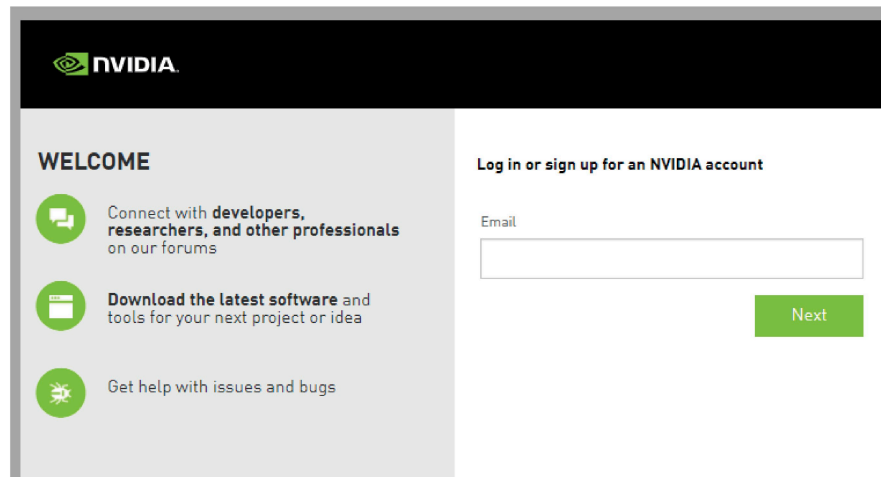 NVIDIA.
WELCOME
Connect with developers,
researchers, and other professionals
on our forums
Download the latest software and
tools for your next project or idea
Get help with issues and bugs
Log in or sign up for an NVIDIA account
Email
Next